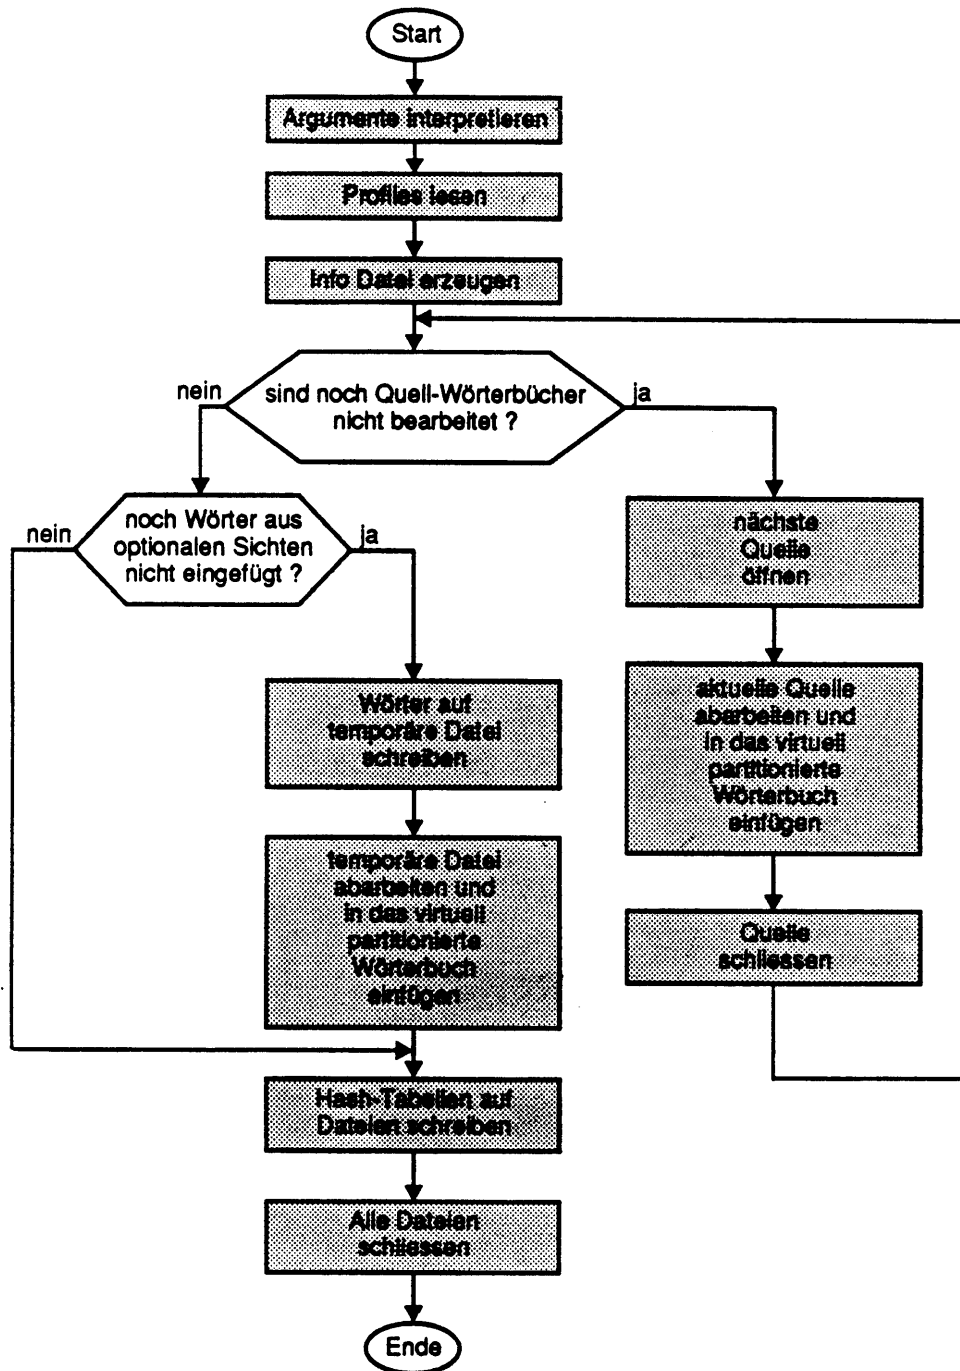 Start
Argumente interpretieren
Profiles lesen
Info Datei erzeugen
nein
sind noch Quell-Wörterbücher
nicht bearbeitet ?
ja
nein
noch Wörter aus
optionalen Sichten
nicht eingefügt ?
ja
nächste
Quelle
öffnen
Wörter auf
temporäre Datei
schreiben
aktuelle Quelle
abarbeiten und
in das virtuell
partitionierte
Wörterbuch
einfügen
temporäre Datei
abarbeiten und
in das virtuell
partitionierte
Wörterbuch
einfügen
Quelle
schliessen
Hash-Tabellen auf
Dateien schreiben
Alle Dateien
schliessen
Ende